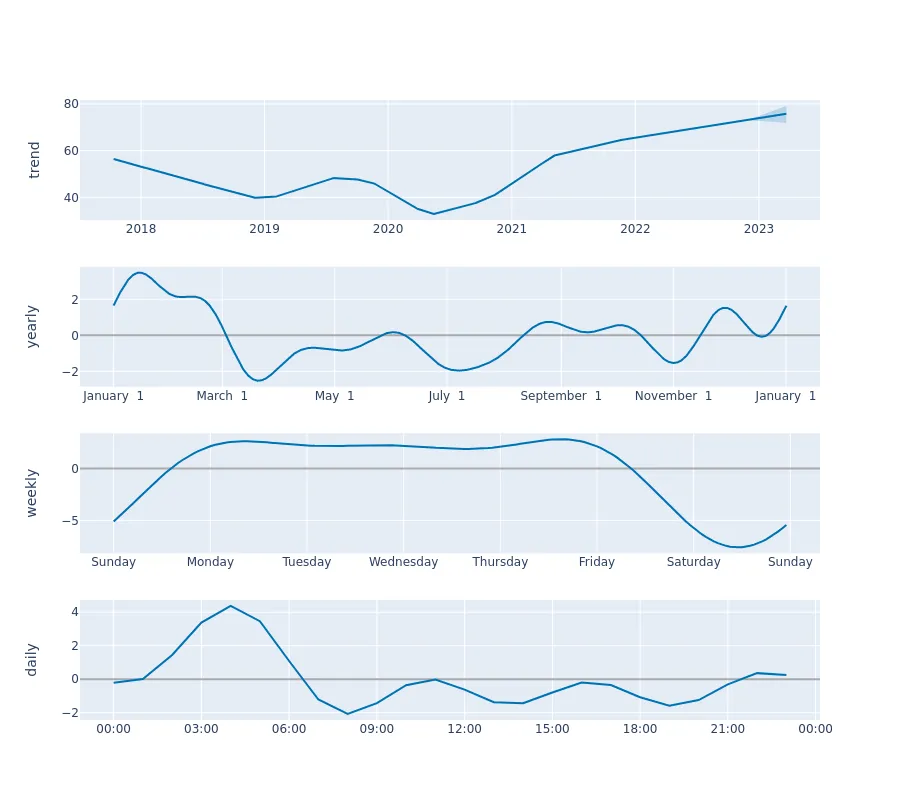 trend
80
60
40
2018 2019 2020 2021 2022 2023
yearly
2
0
−2
January 1 March 1 May 1 July 1 September 1 November 1 January 1
weekly
0
−5
Sunday Monday Tuesday Wednesday Thursday Friday Saturday Sunday
daily
4
2
0
−2
00:00 03:00 06:00 09:00 12:00 15:00 18:00 21:00 00:00